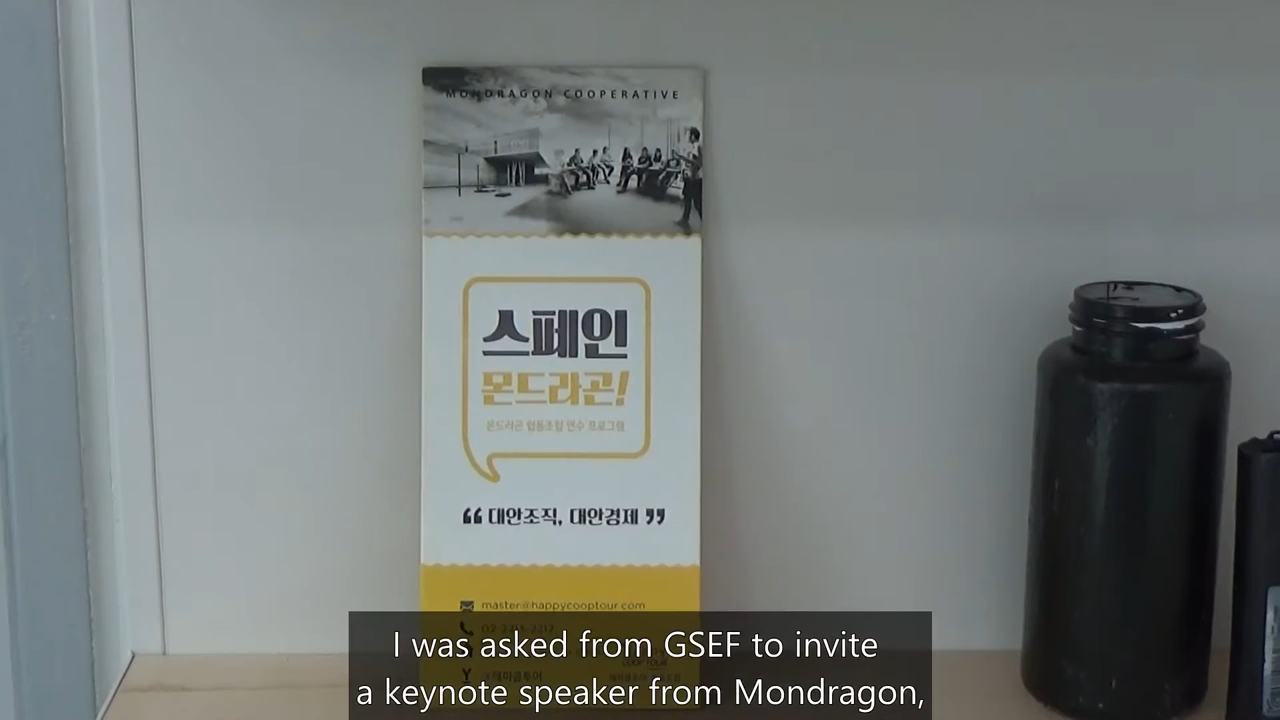 MONDRAGON COOPERATIVE
스페인
몬드라곤!
몬드라곤 협동조합 연수 프로그램
“ 대안조직, 대안경제 ”
master@happycooptour.com
I was asked from GSEF to invite
a keynote speaker from Mondragon,